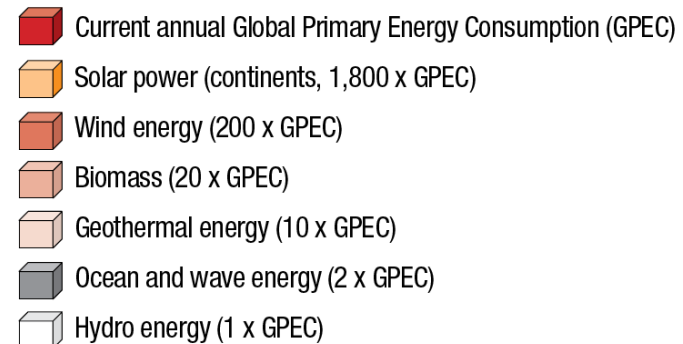 Current annual Global Primary Energy Consumption (GPEC)
Solar power (continents, 1,800 x GPEC)
Wind energy (200 x GPEC)
Biomass (20 x GPEC)
Geothermal energy (10 x GPEC)
Ocean and wave energy (2 x GPEC)
Hydro energy (1 x GPEC)